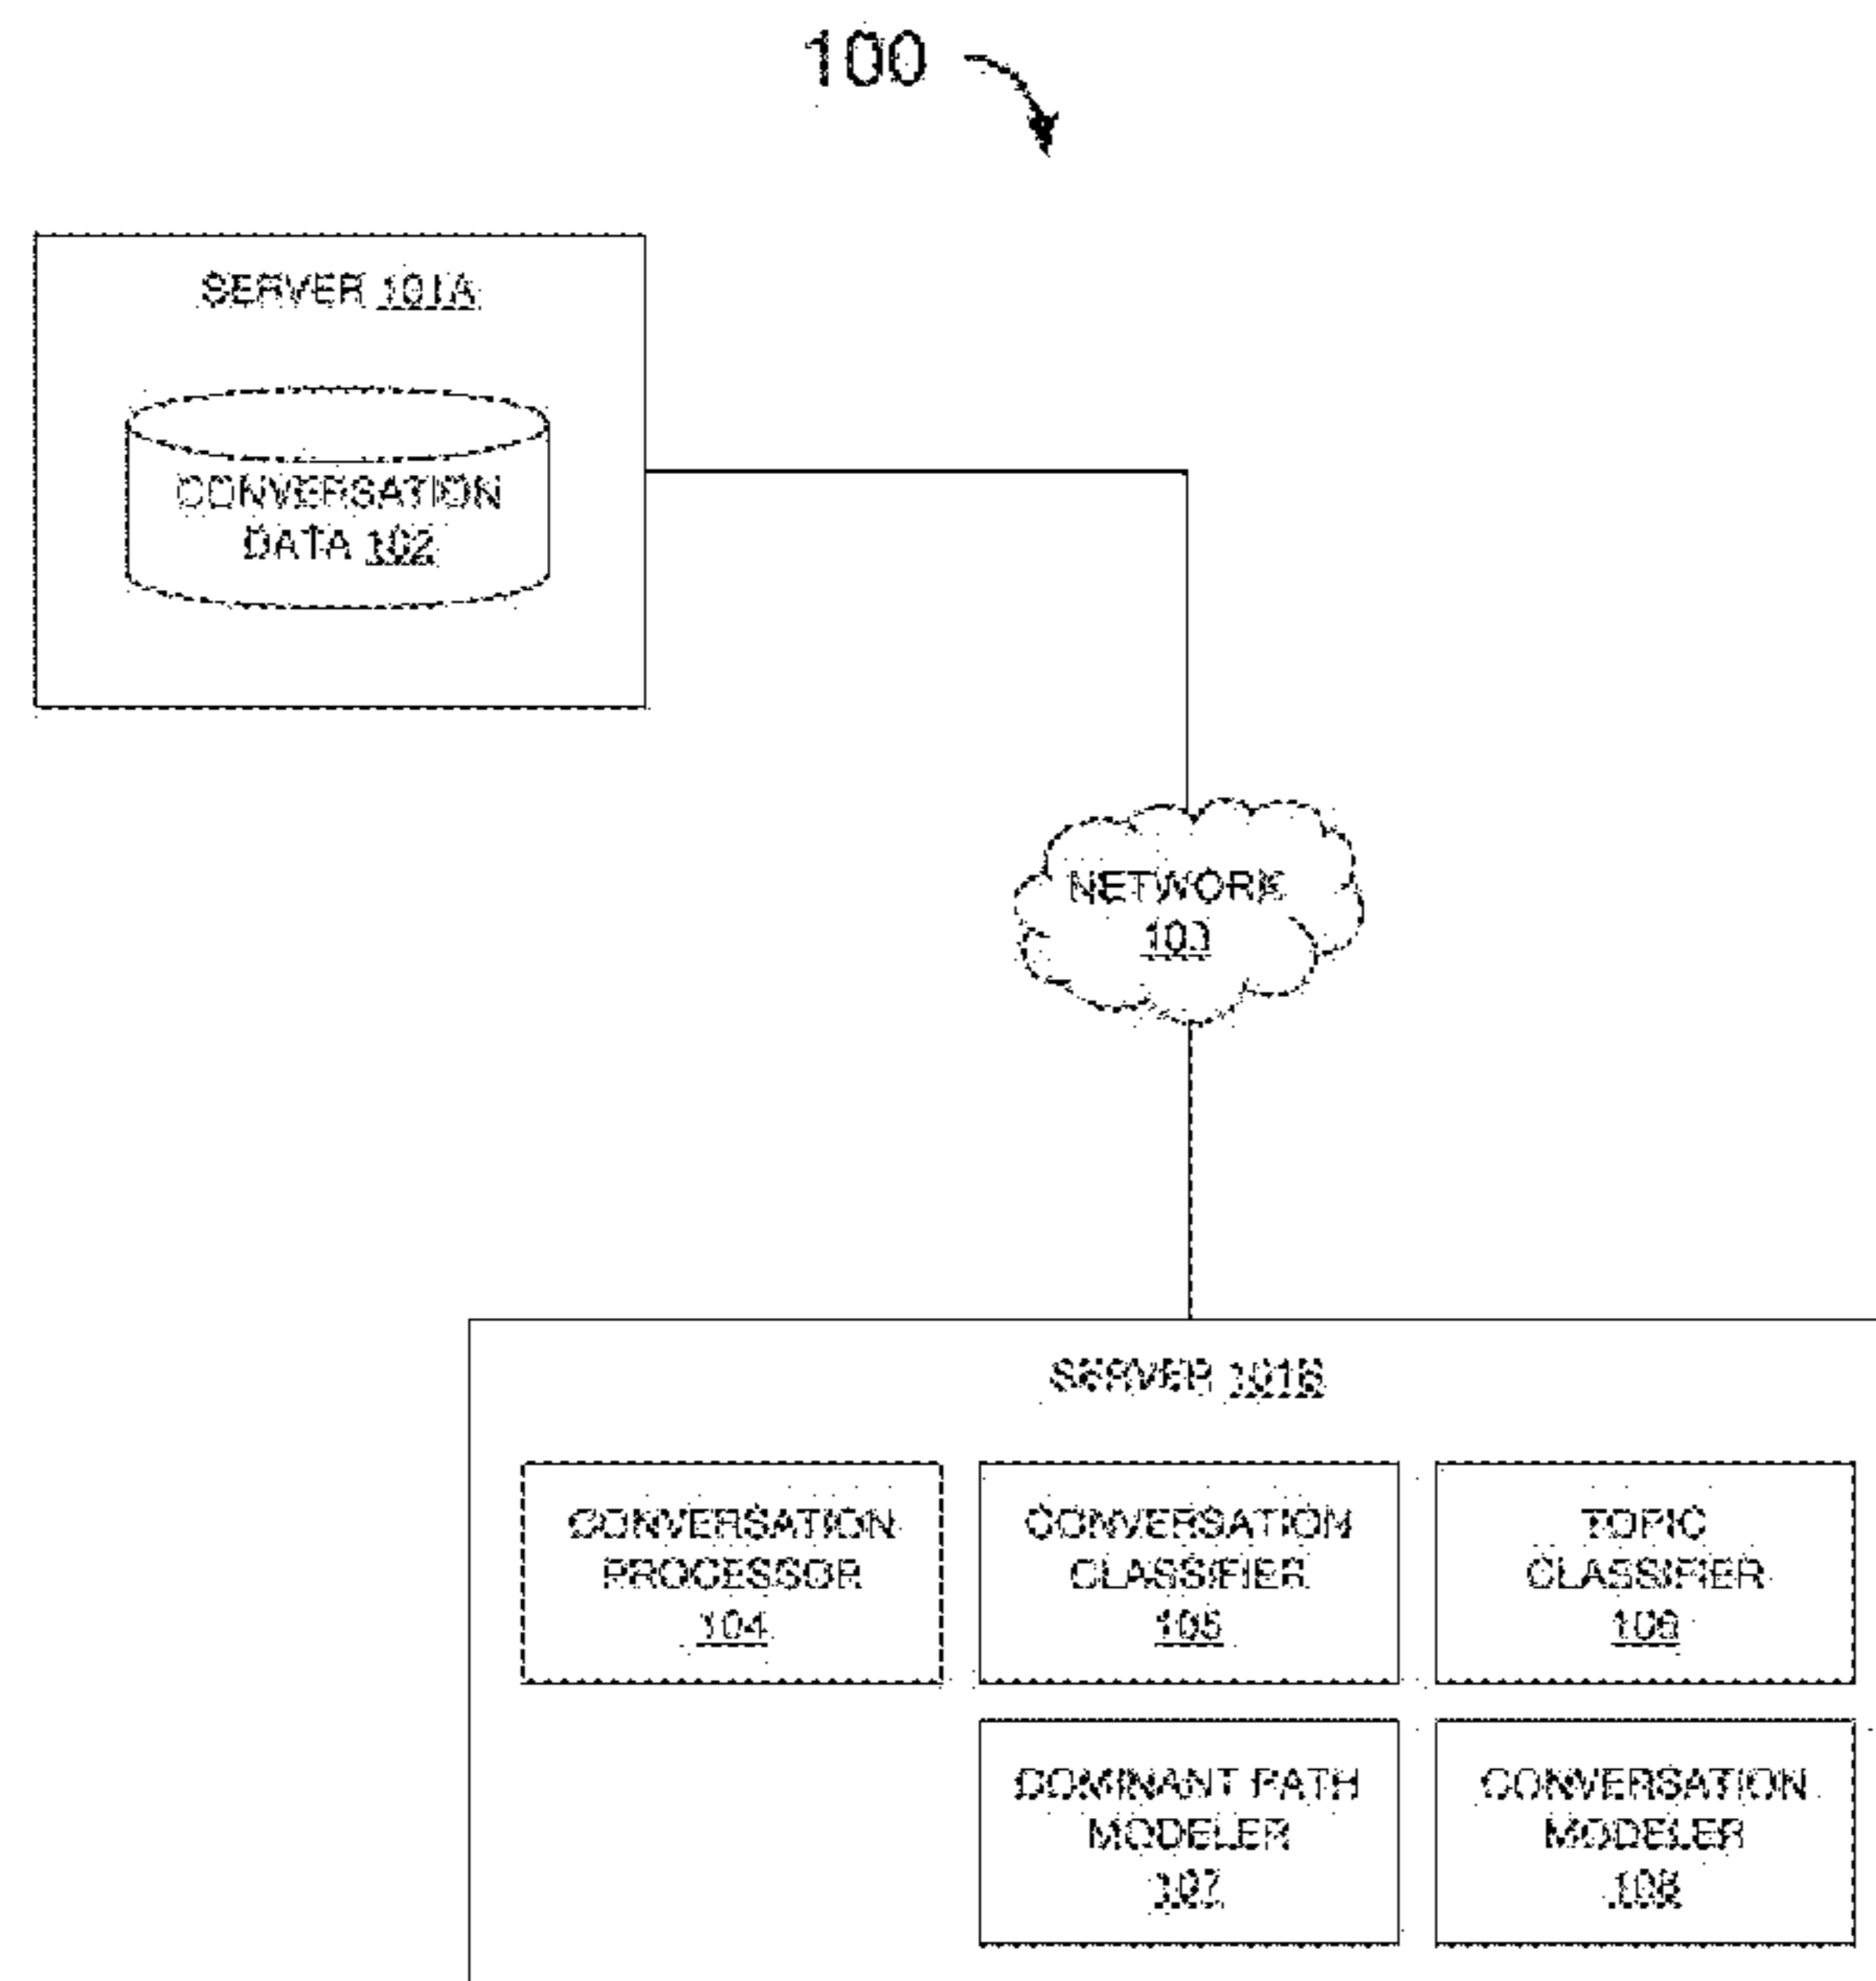 100
SERVER 101A
CONVERSATION
DATA 102
NETWORK
103
SERVER 101B
CONVERSATION
PROCESSOR
104
CONVERSATION
CLASSIFIER
105
TOPIC
CLASSIFIER
106
DOMINANT PATH
MODELER
107
CONVERSATION
MODELER
108